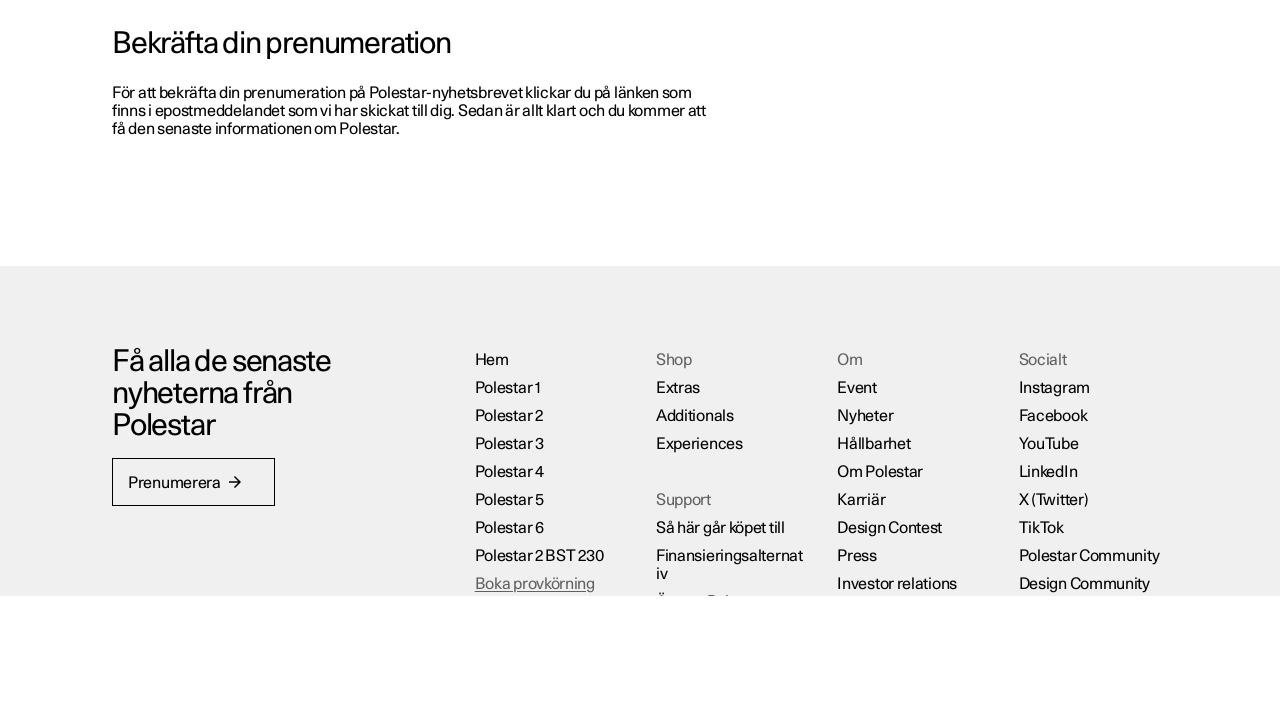 Bekräfta din prenumeration
För att bekräfta din prenumeration på Polestar-nyhetsbrevet klickar du på länken som
finns i epostmeddelandet som vi har skickat till dig. Sedan är allt klart och du kommer att
få den senaste informationen om Polestar.
Få alla de senaste
nyheterna från
Polestar
Prenumerera →
Hem
Polestar 1
Polestar 2
Polestar 3
Polestar 4
Polestar 5
Polestar 6
Polestar 2 BST 230
Boka provkörning
Shop
Extras
Additionals
Experiences
Support
Så här går köpet till
Finansieringsalternat
iv
Om
Event
Nyheter
Hållbarhet
Om Polestar
Karriär
Design Contest
Press
Investor relations
Socialt
Instagram
Facebook
YouTube
LinkedIn
X (Twitter)
TikTok
Polestar Community
Design Community